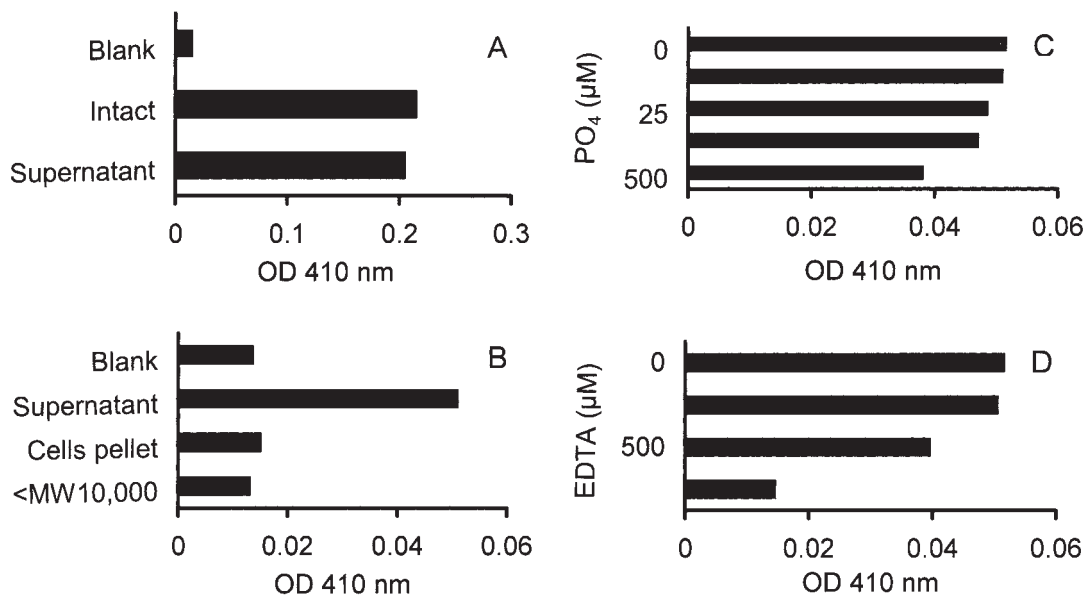 A
Blank
Intact
Supernatant
0 0.1 0.2 0.3
OD 410 nm
B
Blank
Supernatant
Cells pellet
<MW10,000
0 0.02 0.04 0.06
OD 410 nm
C
PO4 (µM)
0
25
500
0 0.02 0.04 0.06
OD 410 nm
D
EDTA (µM)
0
500
0 0.02 0.04 0.06
OD 410 nm